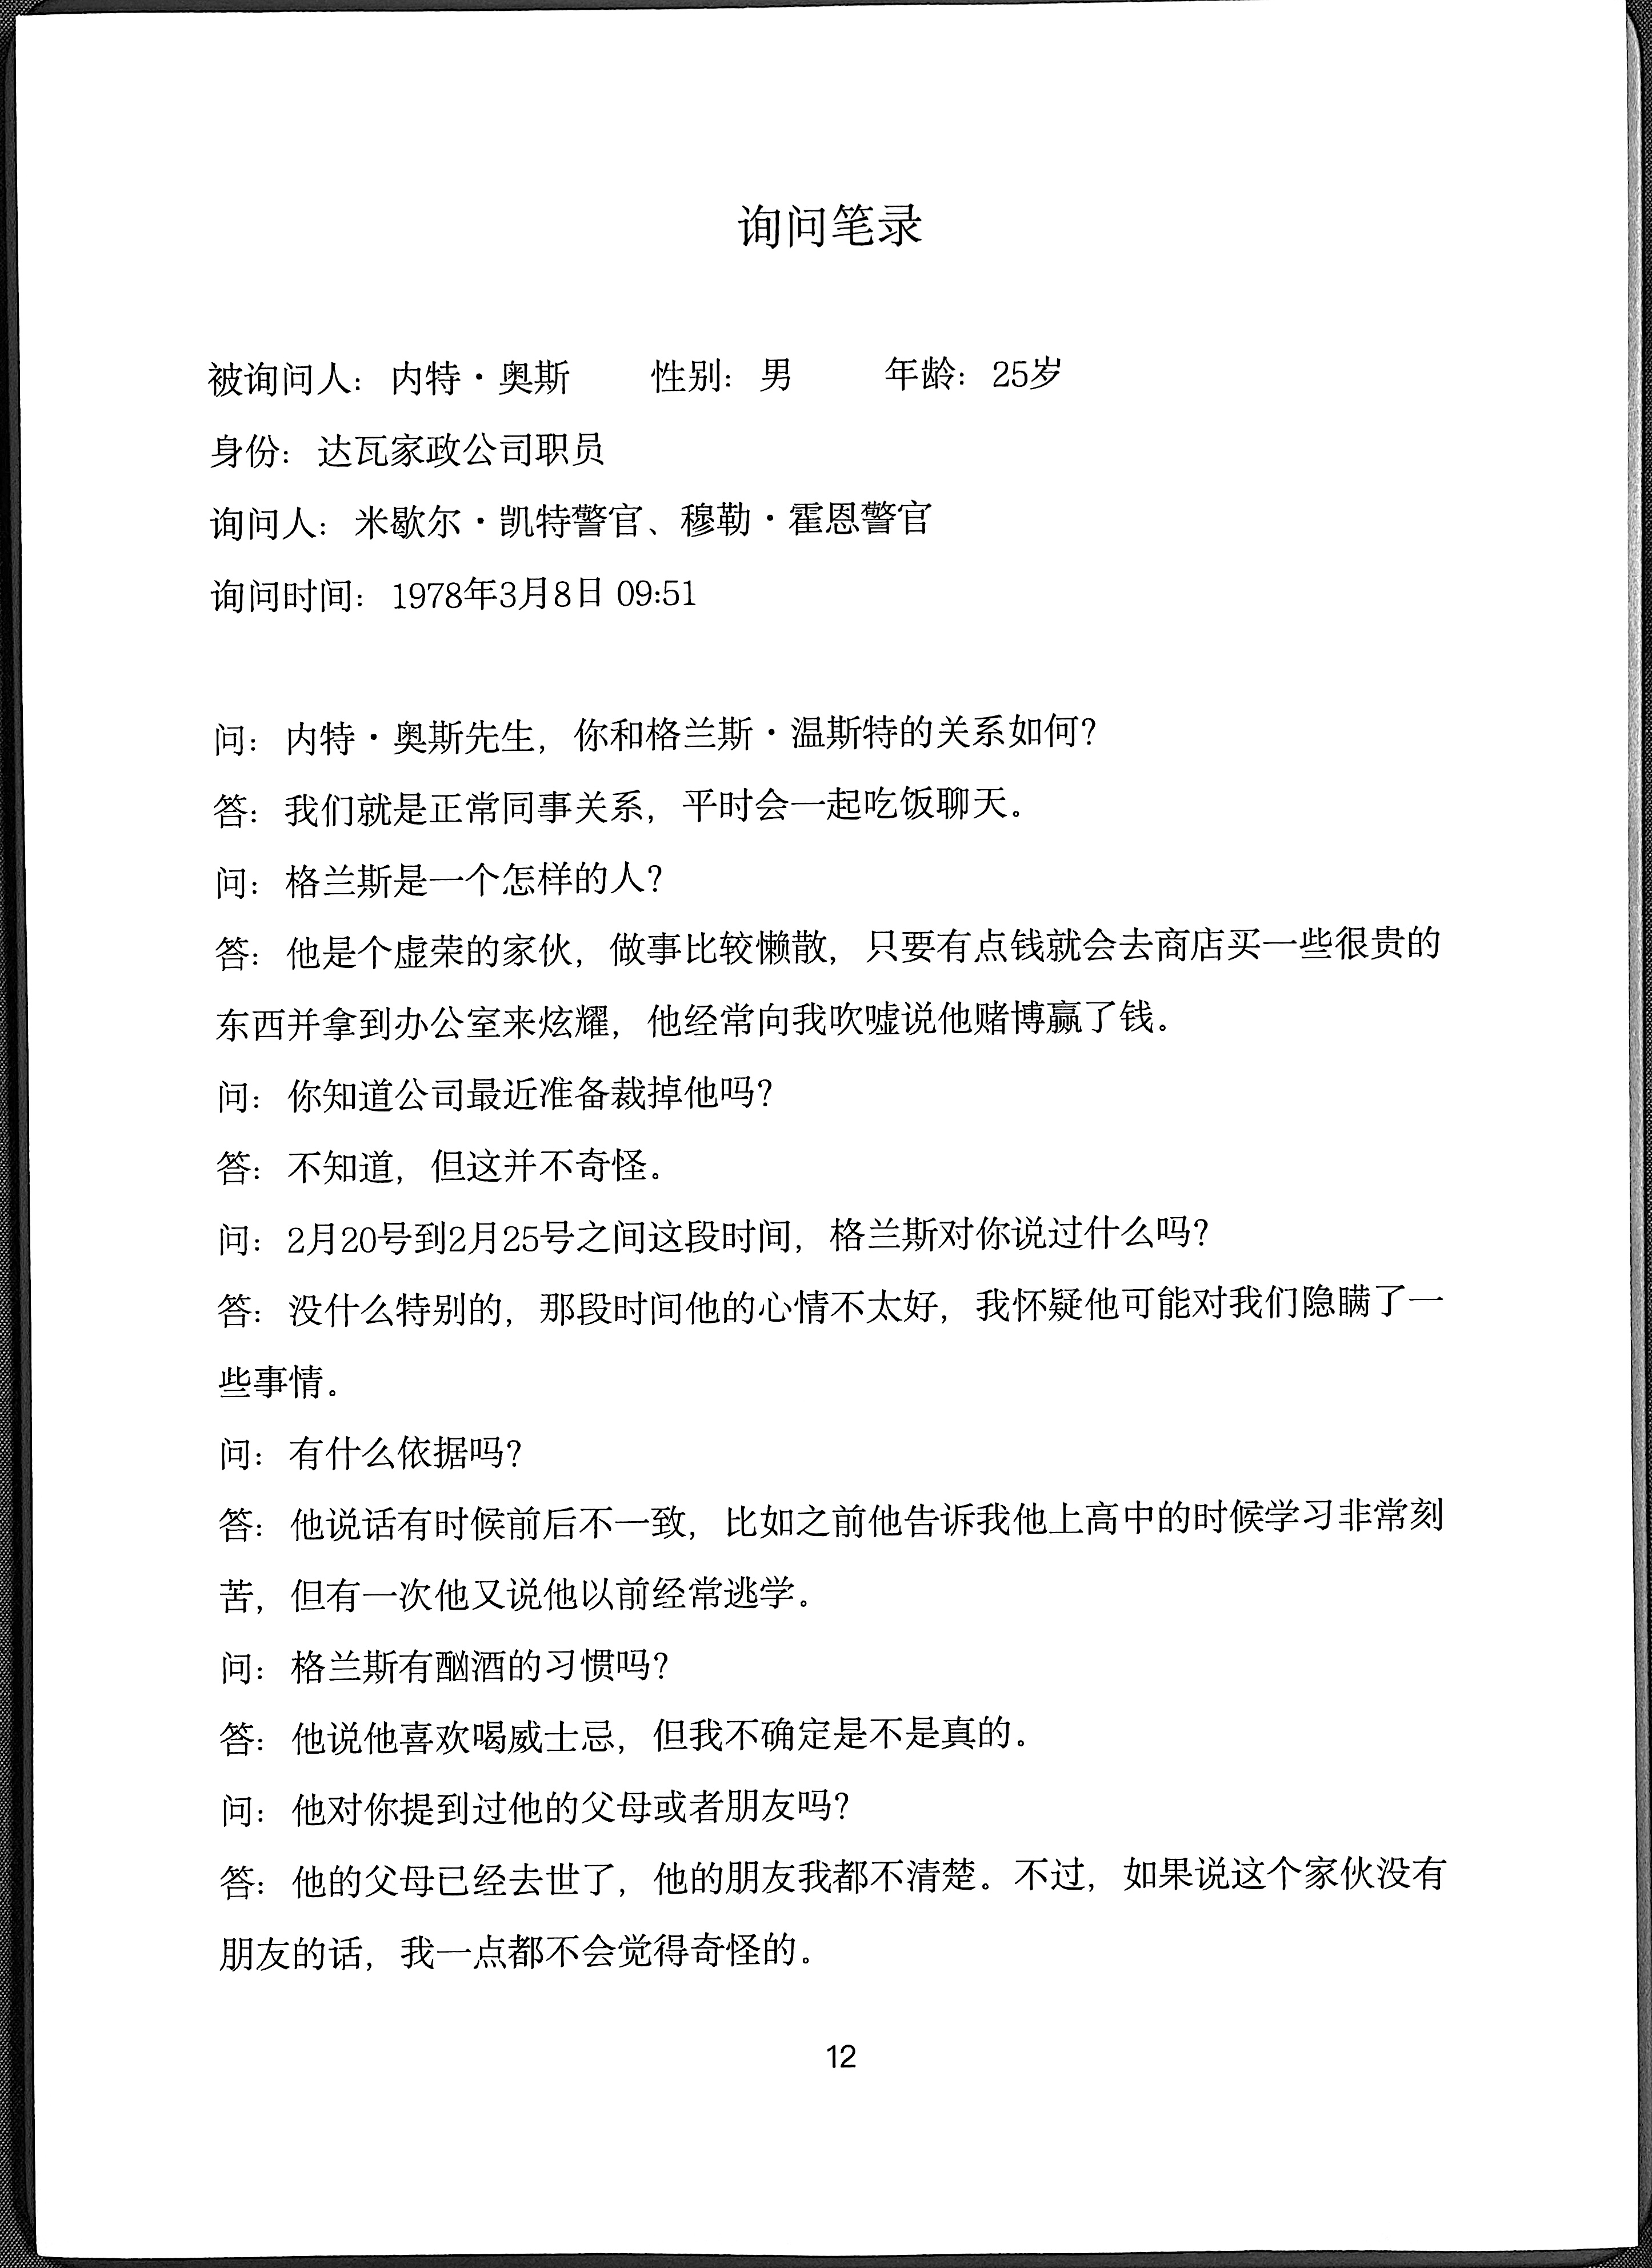 询问笔录
被询问人：内特·奥斯 性别：男 年龄：25岁
身份：达瓦家政公司职员
询问人：米歇尔·凯特警官、穆勒·霍恩警官
询问时间：1978年3月8日 09:51
问：内特·奥斯先生，你和格兰斯·温斯特的关系如何？
答：我们就是正常同事关系，平时会一起吃饭聊天。
问：格兰斯是一个怎样的人？
答：他是个虚荣的家伙，做事比较懒散，只要有点钱就会去商店买一些很贵的
东西并拿到办公室来炫耀，他经常向我吹嘘说他赌博赢了钱。
问：你知道公司最近准备裁掉他吗？
答：不知道，但这并不奇怪。
问：2月20号到2月25号之间这段时间，格兰斯对你说过什么吗？
答：没什么特别的，那段时间他的心情不太好，我怀疑他可能对我们隐瞒了一
些事情。
问：有什么依据吗？
答：他说话有时候前后不一致，比如之前他告诉我他上高中的时候学习非常刻
苦，但有一次他又说他以前经常逃学。
问：格兰斯有酗酒的习惯吗？
答：他说他喜欢喝威士忌，但我不确定是不是真的。
问：他对你提到过他的父母或者朋友吗？
答：他的父母已经去世了，他的朋友我都不清楚。不过，如果说这个家伙没有
朋友的话，我一点都不会觉得奇怪的。
12